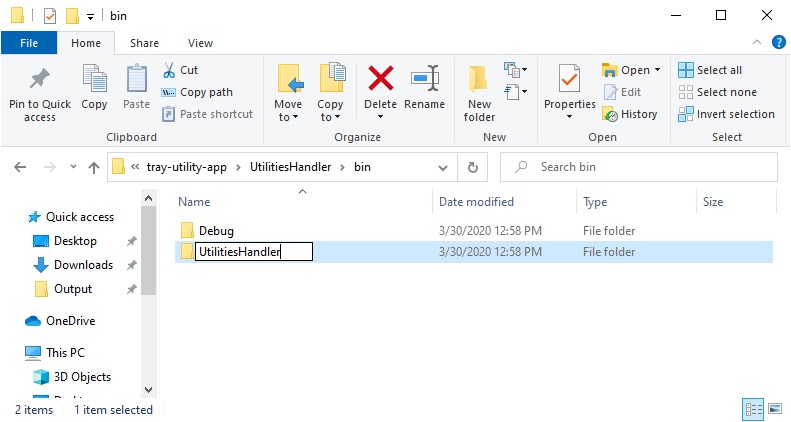 bin
File Home Share View
Pin to Quick access
Copy
Paste
Cut
Copy path
Paste shortcut
Clipboard
Move to
Copy to
Delete
Rename
Organize
New folder
New
Properties
Open
Edit
History
Open
Select all
Select none
Invert selection
Select
« tray-utility-app > UtilitiesHandler > bin
Search bin
Name Date modified Type Size
Quick access
Desktop
Downloads
Output
OneDrive
This PC
3D Objects
Debug 3/30/2020 12:58 PM File folder
UtilitiesHandler 3/30/2020 12:58 PM File folder
2 items 1 item selected